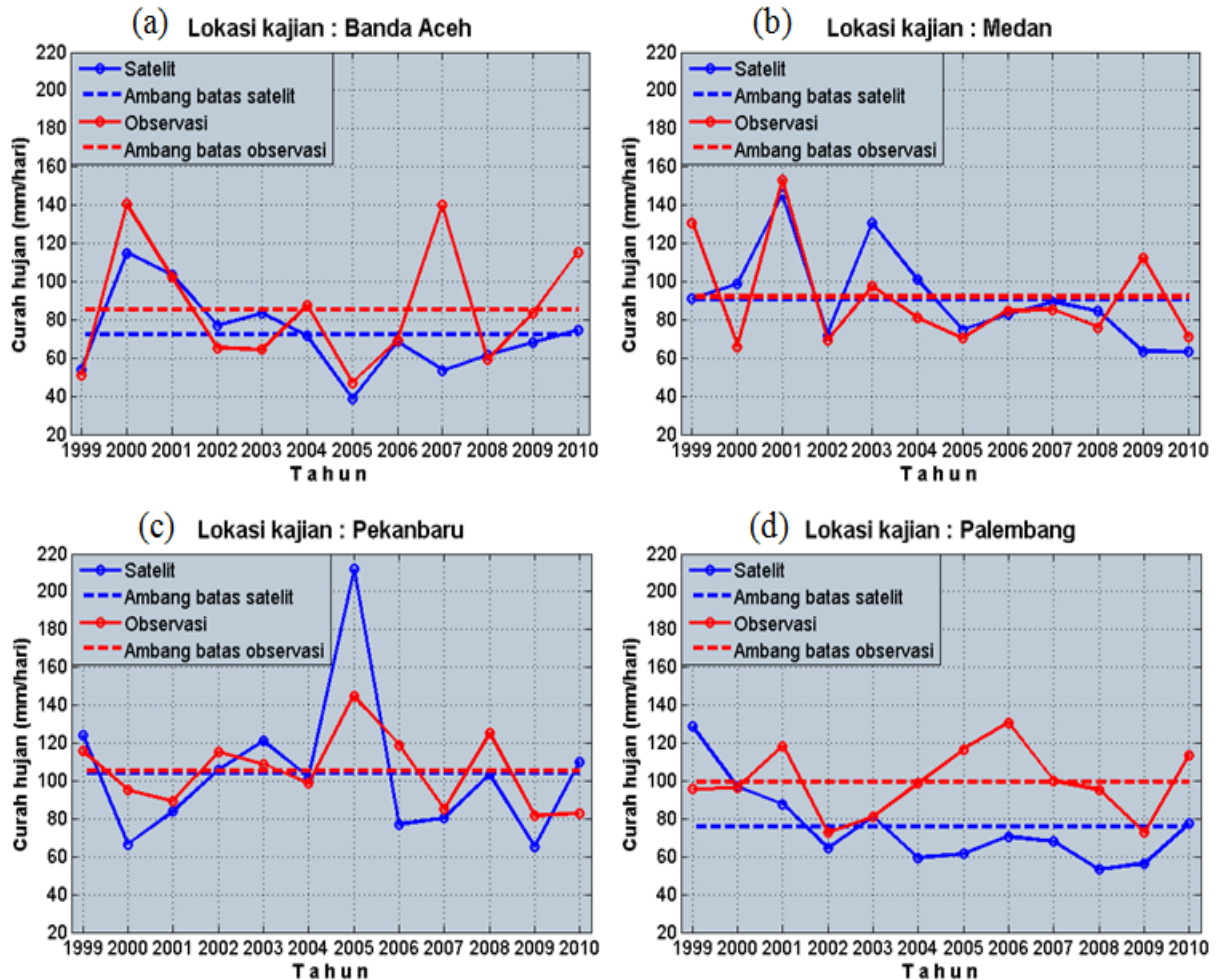 (a) Lokasi kajian : Banda Aceh
Curah hujan (mm/hari)
220
200
180
160
140
120
100
80
60
40
20
Satelit
Ambang batas satelit
Observasi
Ambang batas observasi
1999 2000 2001 2002 2003 2004 2005 2006 2007 2008 2009 2010
Tahun
(b) Lokasi kajian : Medan
Curah hujan (mm/hari)
220
200
180
160
140
120
100
80
60
40
20
Satelit
Ambang batas satelit
Observasi
Ambang batas observasi
1999 2000 2001 2002 2003 2004 2005 2006 2007 2008 2009 2010
Tahun
(c) Lokasi kajian : Pekanbaru
Curah hujan (mm/hari)
220
200
180
160
140
120
100
80
60
40
20
Satelit
Ambang batas satelit
Observasi
Ambang batas observasi
1999 2000 2001 2002 2003 2004 2005 2006 2007 2008 2009 2010
Tahun
(d) Lokasi kajian : Palembang
Curah hujan (mm/hari)
220
200
180
160
140
120
100
80
60
40
20
Satelit
Ambang batas satelit
Observasi
Ambang batas observasi
1999 2000 2001 2002 2003 2004 2005 2006 2007 2008 2009 2010
Tahun